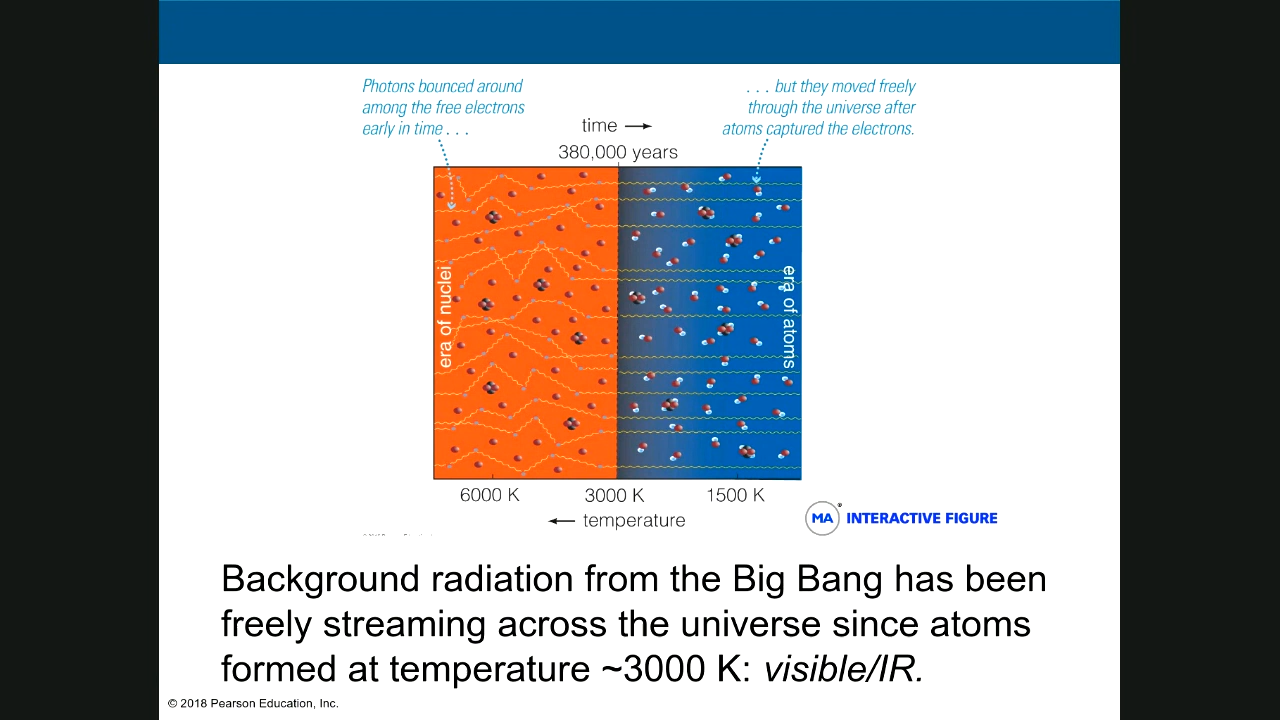 Photons bounced around
among the free electrons
early in time . . .
. . . but they moved freely
through the universe after
atoms captured the electrons.
time →
380,000 years
era of nuclei
era of atoms
6000 K
3000 K
1500 K
← temperature
MA® INTERACTIVE FIGURE
Background radiation from the Big Bang has been
freely streaming across the universe since atoms
formed at temperature ~3000 K: visible/IR.
© 2018 Pearson Education, Inc.